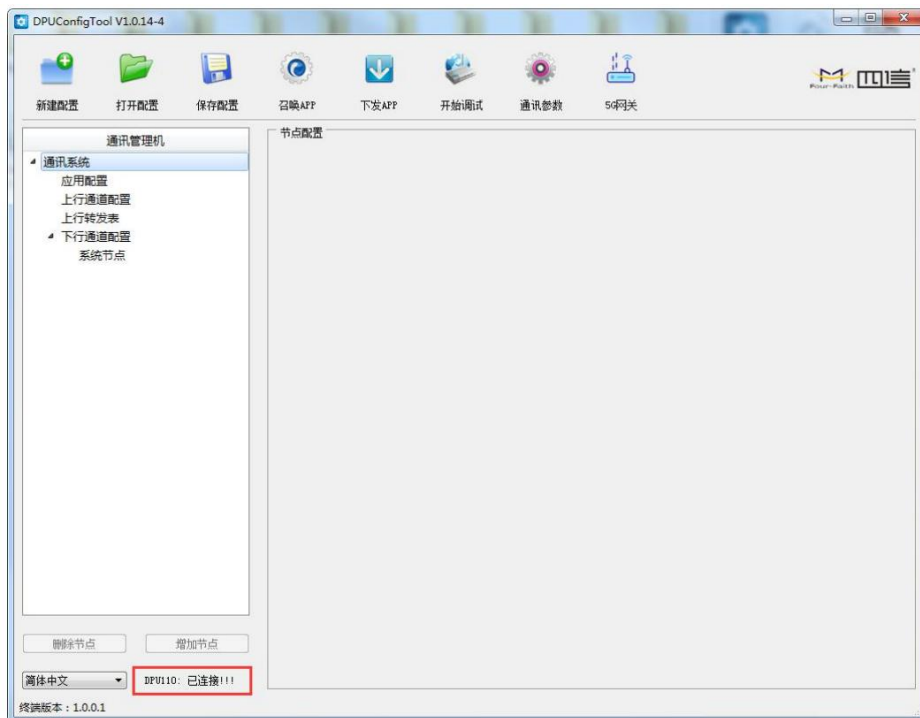 DPUConfigTool V1.0.14-4
新建配置 打开配置 保存配置 召唤APP 下发APP 开始调试 通讯参数 5G网关
Four-Faith 四信
通讯管理机
节点配置
通讯系统
应用配置
上行通道配置
上行转发表
下行通道配置
系统节点
删除节点 增加节点
简体中文 DPU110: 已连接!!!
终端版本：1.0.0.1